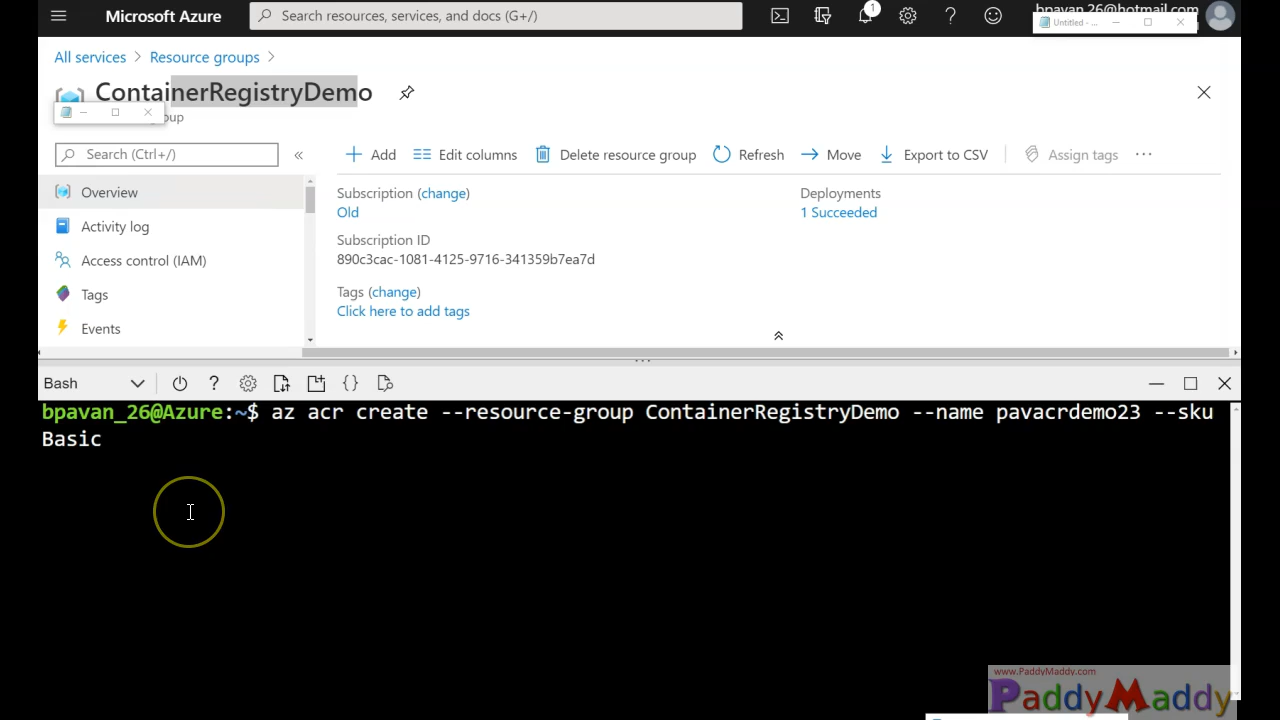 Microsoft Azure
Search resources, services, and docs (G+/)
1
bpavan_26@hotmail.com
Untitled - ...
All services > Resource groups >
ContainerRegistryDemo
Search (Ctrl+/)
«
Add
Edit columns
Delete resource group
Refresh
Move
Export to CSV
Assign tags
...
Overview
Activity log
Access control (IAM)
Tags
Events
Subscription (change)
Old
Subscription ID
890c3cac-1081-4125-9716-341359b7ea7d
Tags (change)
Click here to add tags
Deployments
1 Succeeded
Bash
?
{}
bpavan_26@Azure:~$ az acr create --resource-group ContainerRegistryDemo --name pavacrdemo23 --sku
Basic
www.PaddyMaddy.com
PaddyMaddy